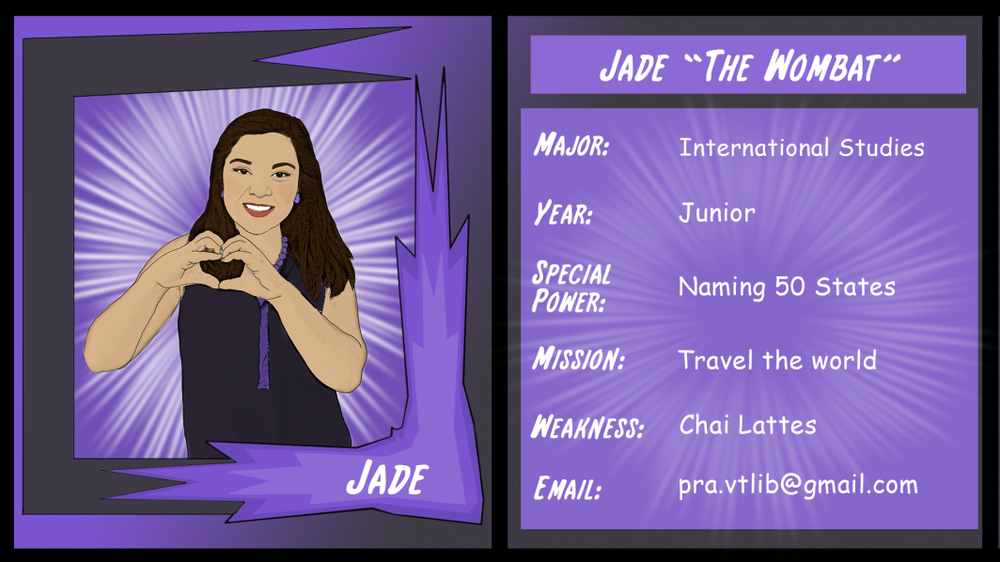 JADE
JADE “THE WOMBAT”
MAJOR: International Studies
YEAR: Junior
SPECIAL
POWER: Naming 50 States
MISSION: Travel the world
WEAKNESS: Chai Lattes
EMAIL: pra.vtlib@gmail.com